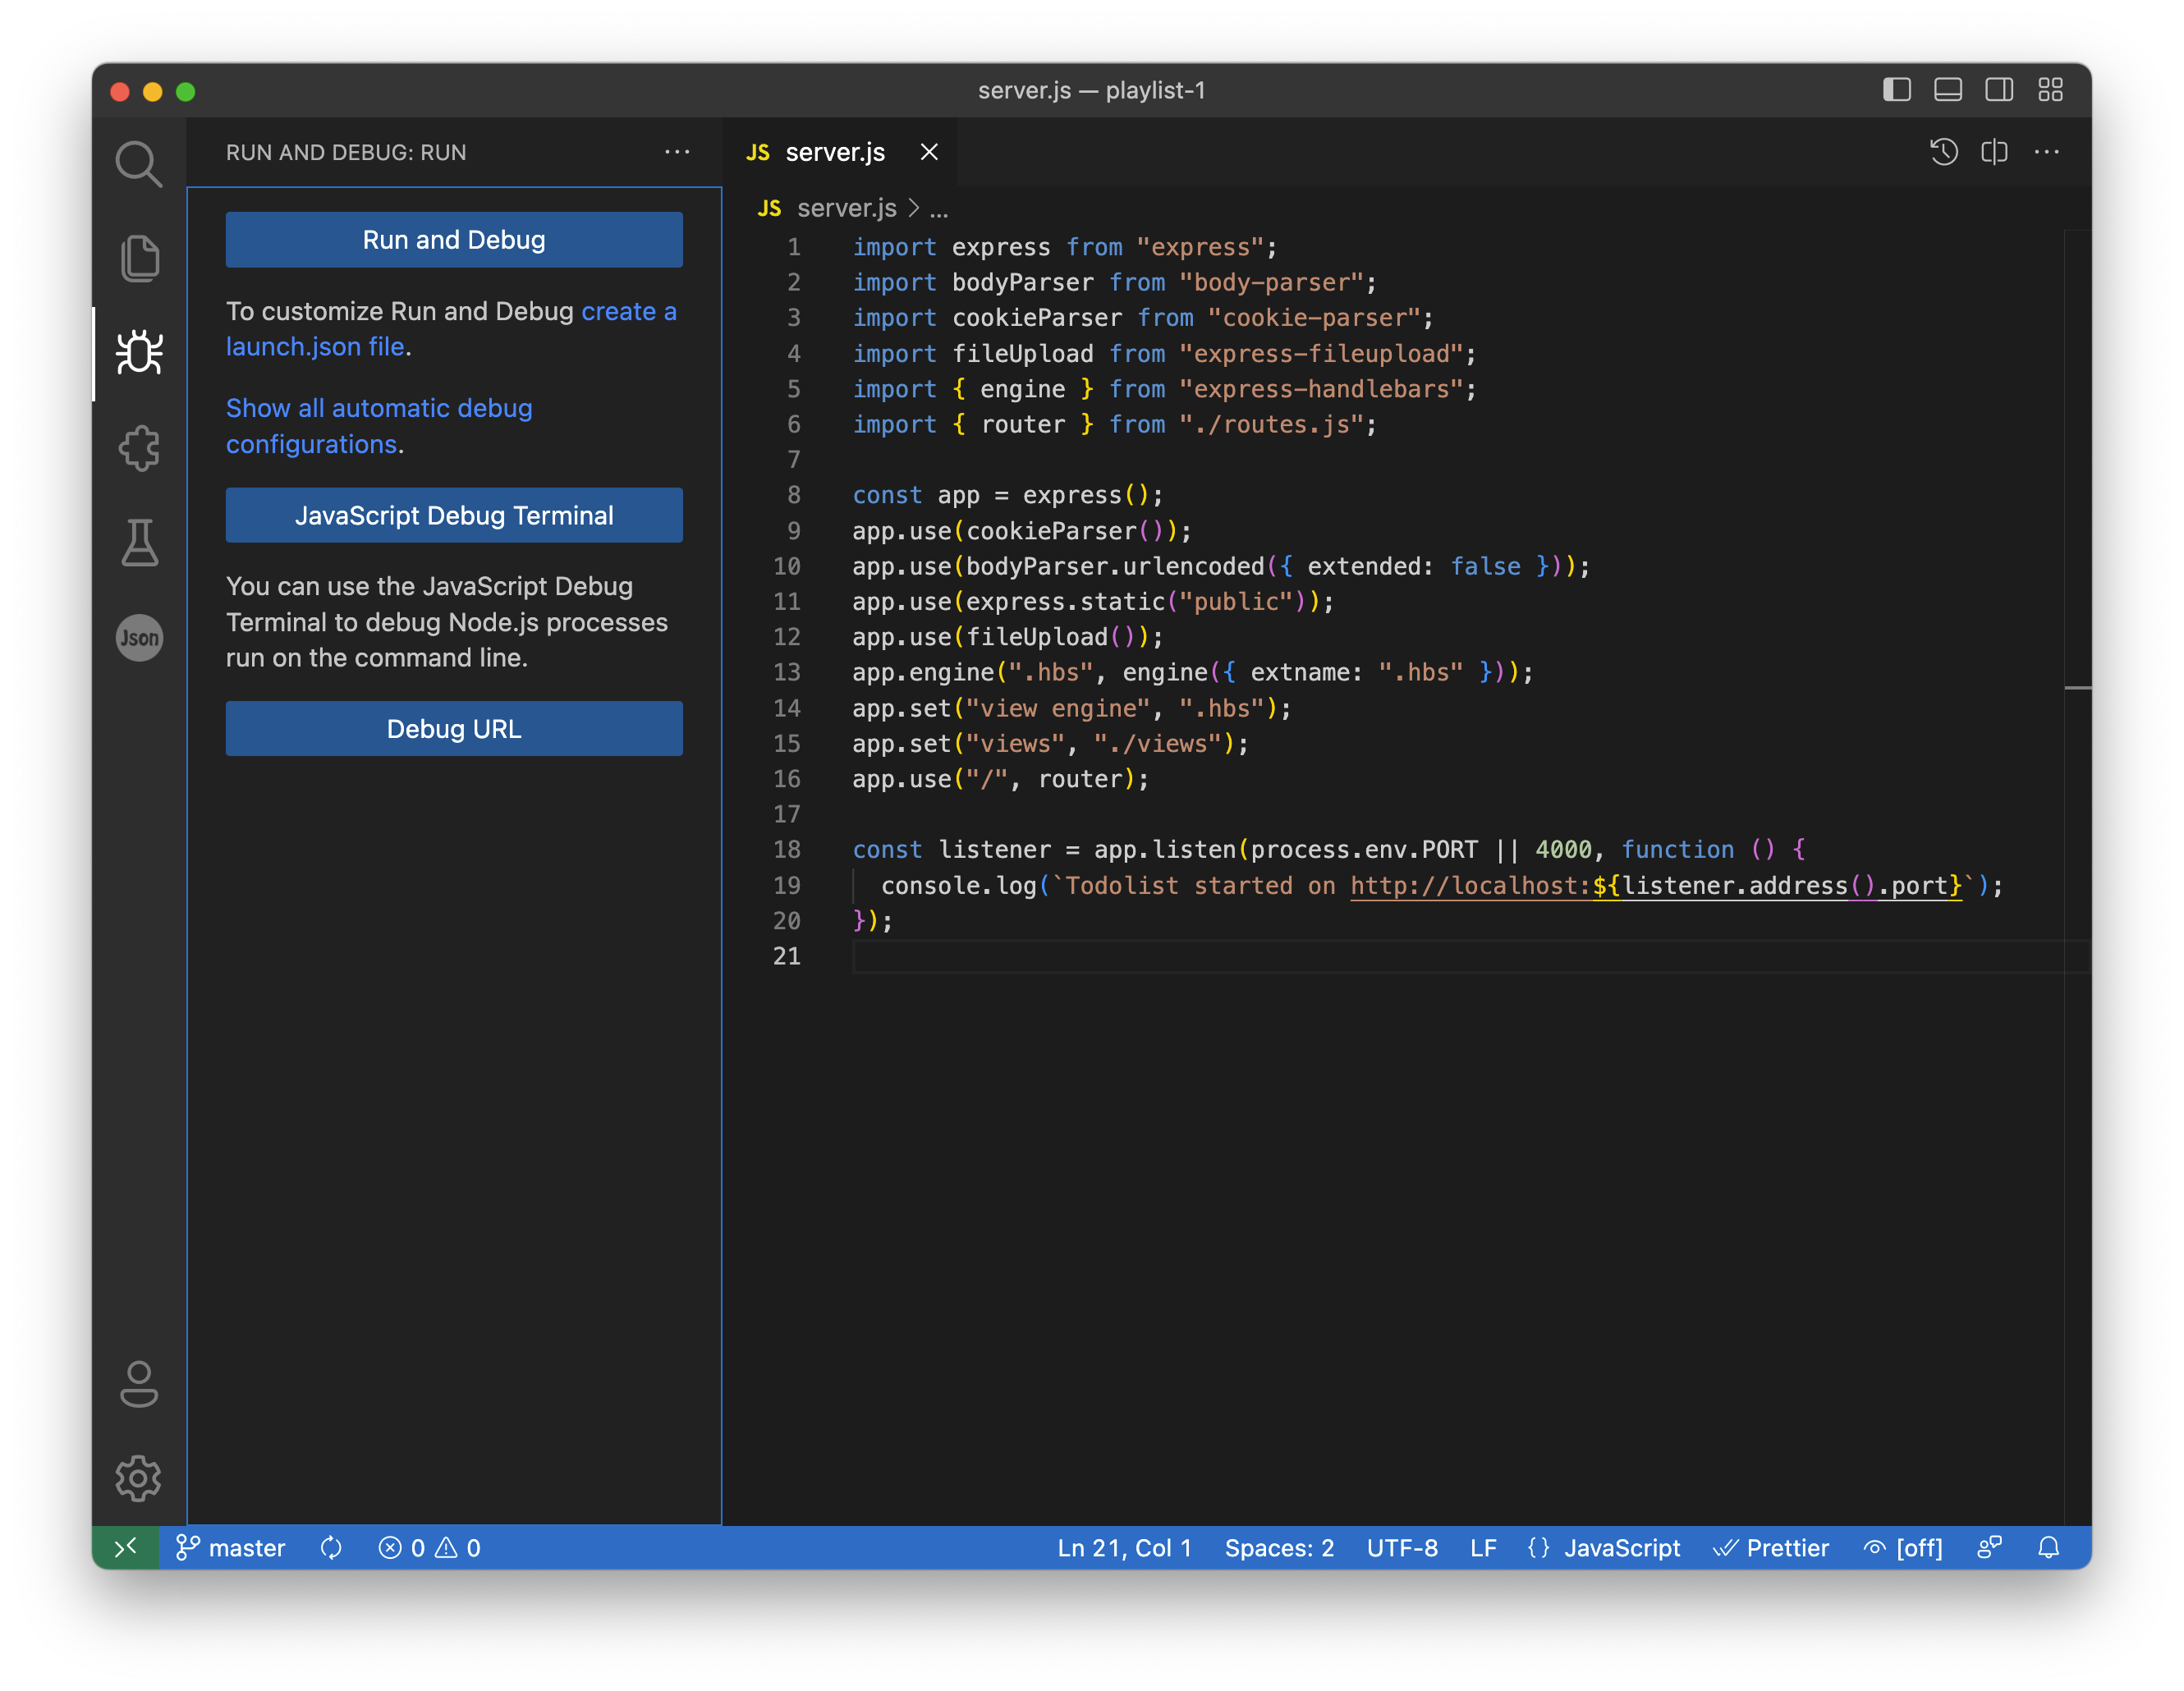 server.js — playlist-1
RUN AND DEBUG: RUN
Run and Debug
To customize Run and Debug create a
launch.json file.
Show all automatic debug
configurations.
JavaScript Debug Terminal
You can use the JavaScript Debug
Terminal to debug Node.js processes
run on the command line.
Debug URL
Json
JS server.js
JS server.js > ...
1 import express from "express";
2 import bodyParser from "body-parser";
3 import cookieParser from "cookie-parser";
4 import fileUpload from "express-fileupload";
5 import { engine } from "express-handlebars";
6 import { router } from "./routes.js";
7
8 const app = express();
9 app.use(cookieParser());
10 app.use(bodyParser.urlencoded({ extended: false }));
11 app.use(express.static("public"));
12 app.use(fileUpload());
13 app.engine(".hbs", engine({ extname: ".hbs" }));
14 app.set("view engine", ".hbs");
15 app.set("views", "./views");
16 app.use("/", router);
17
18 const listener = app.listen(process.env.PORT || 4000, function () {
19 console.log(`Todolist started on http://localhost:${listener.address().port}`);
20 });
21
master 0 0 Ln 21, Col 1 Spaces: 2 UTF-8 LF {} JavaScript Prettier [off]